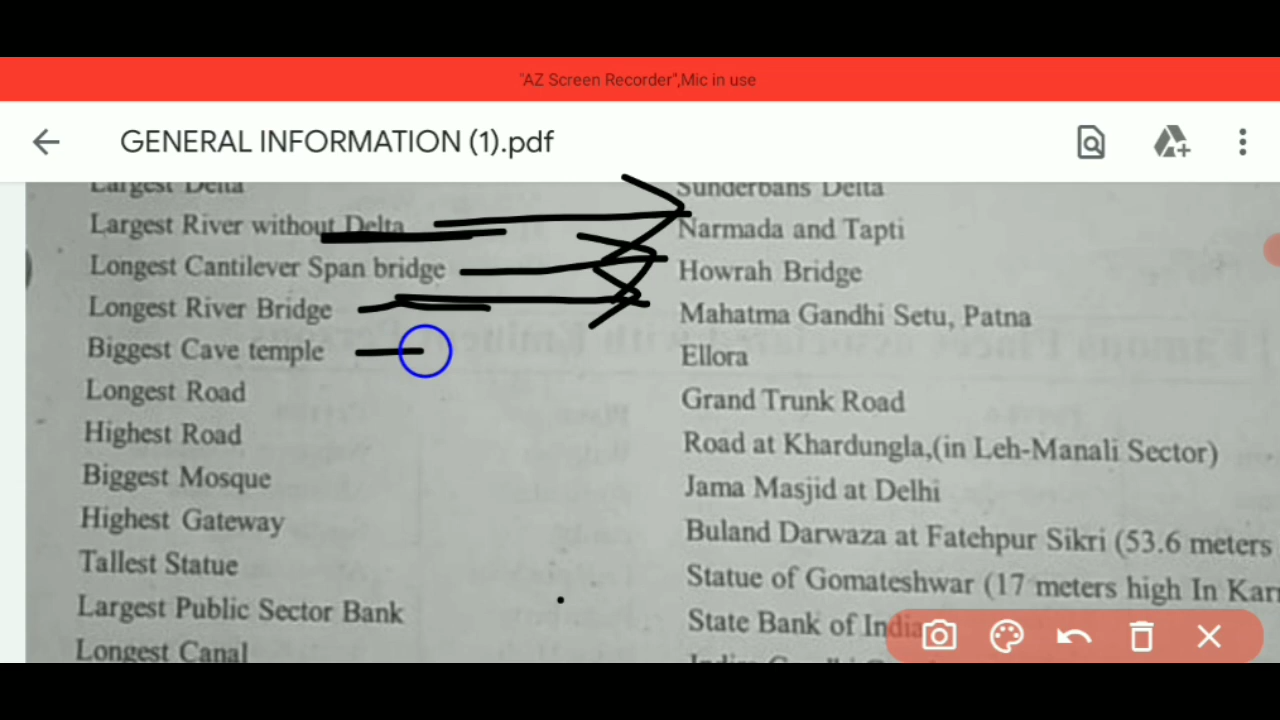 "AZ Screen Recorder",Mic in use
GENERAL INFORMATION (1).pdf
Largest Delta Sunderbans Delta
Largest River without Delta Narmada and Tapti
Longest Cantilever Span bridge Howrah Bridge
Longest River Bridge Mahatma Gandhi Setu, Patna
Biggest Cave temple Ellora
Longest Road Grand Trunk Road
Highest Road Road at Khardungla,(in Leh-Manali Sector)
Biggest Mosque Jama Masjid at Delhi
Highest Gateway Buland Darwaza at Fatehpur Sikri (53.6 meters
Tallest Statue Statue of Gomateshwar (17 meters high In Kar
Largest Public Sector Bank State Bank of India
Longest Canal